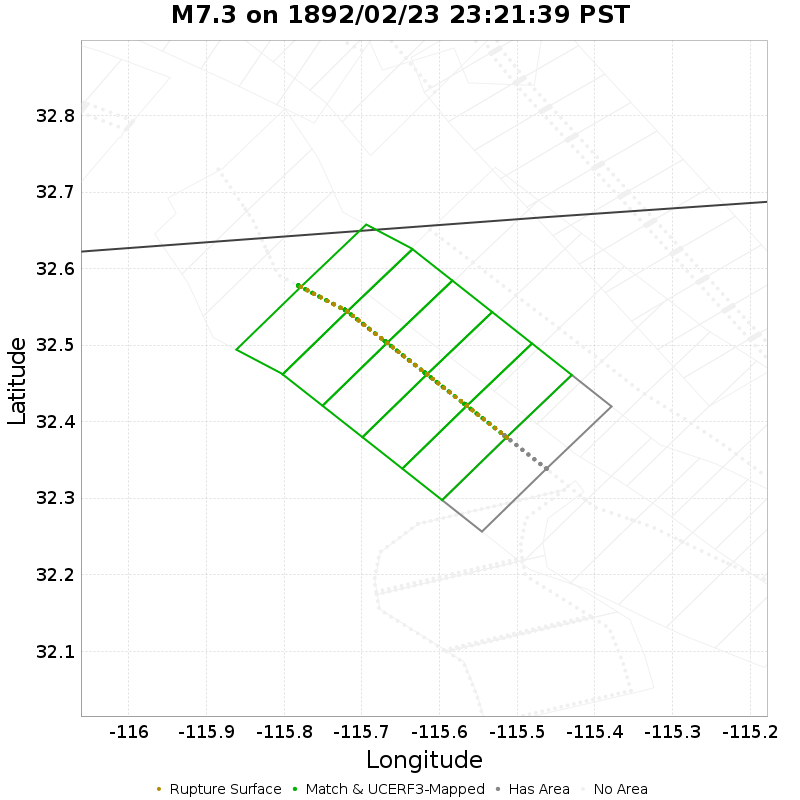 M7.3 on 1892/02/23 23:21:39 PST
32.8
32.7
32.6
32.5
32.4
32.3
32.2
32.1
Latitude
-116 -115.9 -115.8 -115.7 -115.6 -115.5 -115.4 -115.3 -115.2
Longitude
Rupture Surface Match & UCERF3-Mapped Has Area No Area